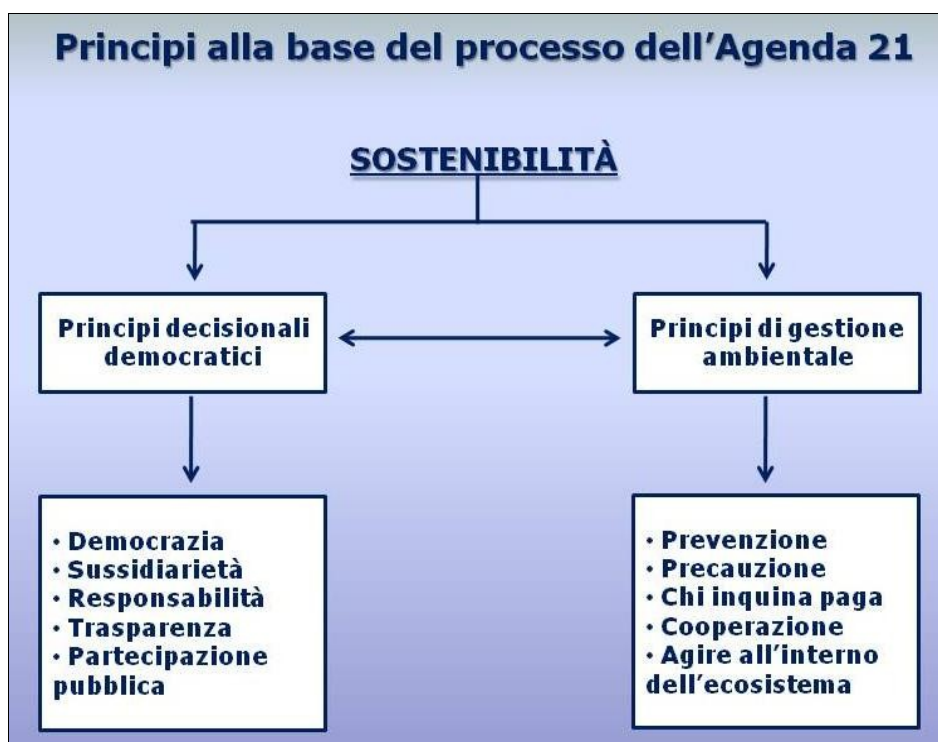 Principi alla base del processo dell’Agenda 21
SOSTENIBILITÀ
Principi decisionali
democratici
Principi di gestione
ambientale
• Democrazia
• Sussidiarietà
• Responsabilità
• Trasparenza
• Partecipazione
pubblica
• Prevenzione
• Precauzione
• Chi inquina paga
• Cooperazione
• Agire all’interno
dell’ecosistema